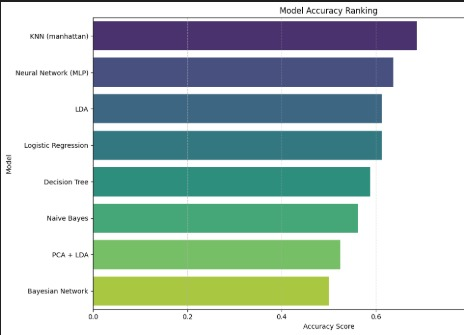 Model Accuracy Ranking
KNN (manhattan)
Neural Network (MLP)
LDA
Logistic Regression
Decision Tree
Naive Bayes
PCA + LDA
Bayesian Network
Model
0.0 0.2 0.4 0.6
Accuracy Score